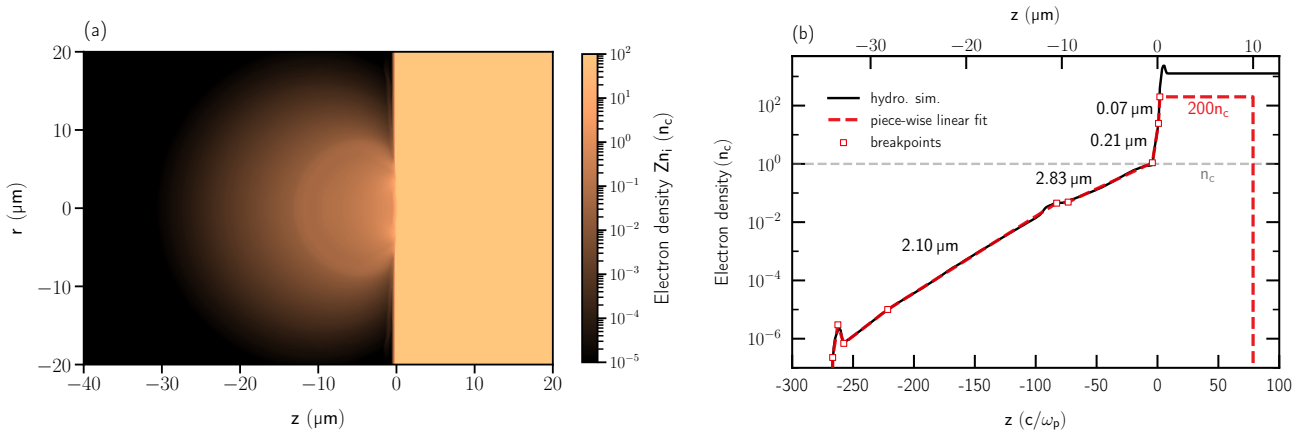 (a)
20
10
0
−10
−20
r (μm)
−40
−30
−20
−10
0
10
20
z (μm)
10²
10¹
10⁰
10⁻¹
10⁻²
10⁻³
10⁻⁴
10⁻⁵
Electron density Znᵢ (n_c)
(b)
z (μm)
−30
−20
−10
0
10
hydro. sim.
piece-wise linear fit
breakpoints
0.07 μm
200n_c
0.21 μm
n_c
2.83 μm
2.10 μm
10²
10⁰
10⁻²
10⁻⁴
10⁻⁶
Electron density (n_c)
-300
-250
-200
-150
-100
-50
0
50
100
z (c/ω_p)